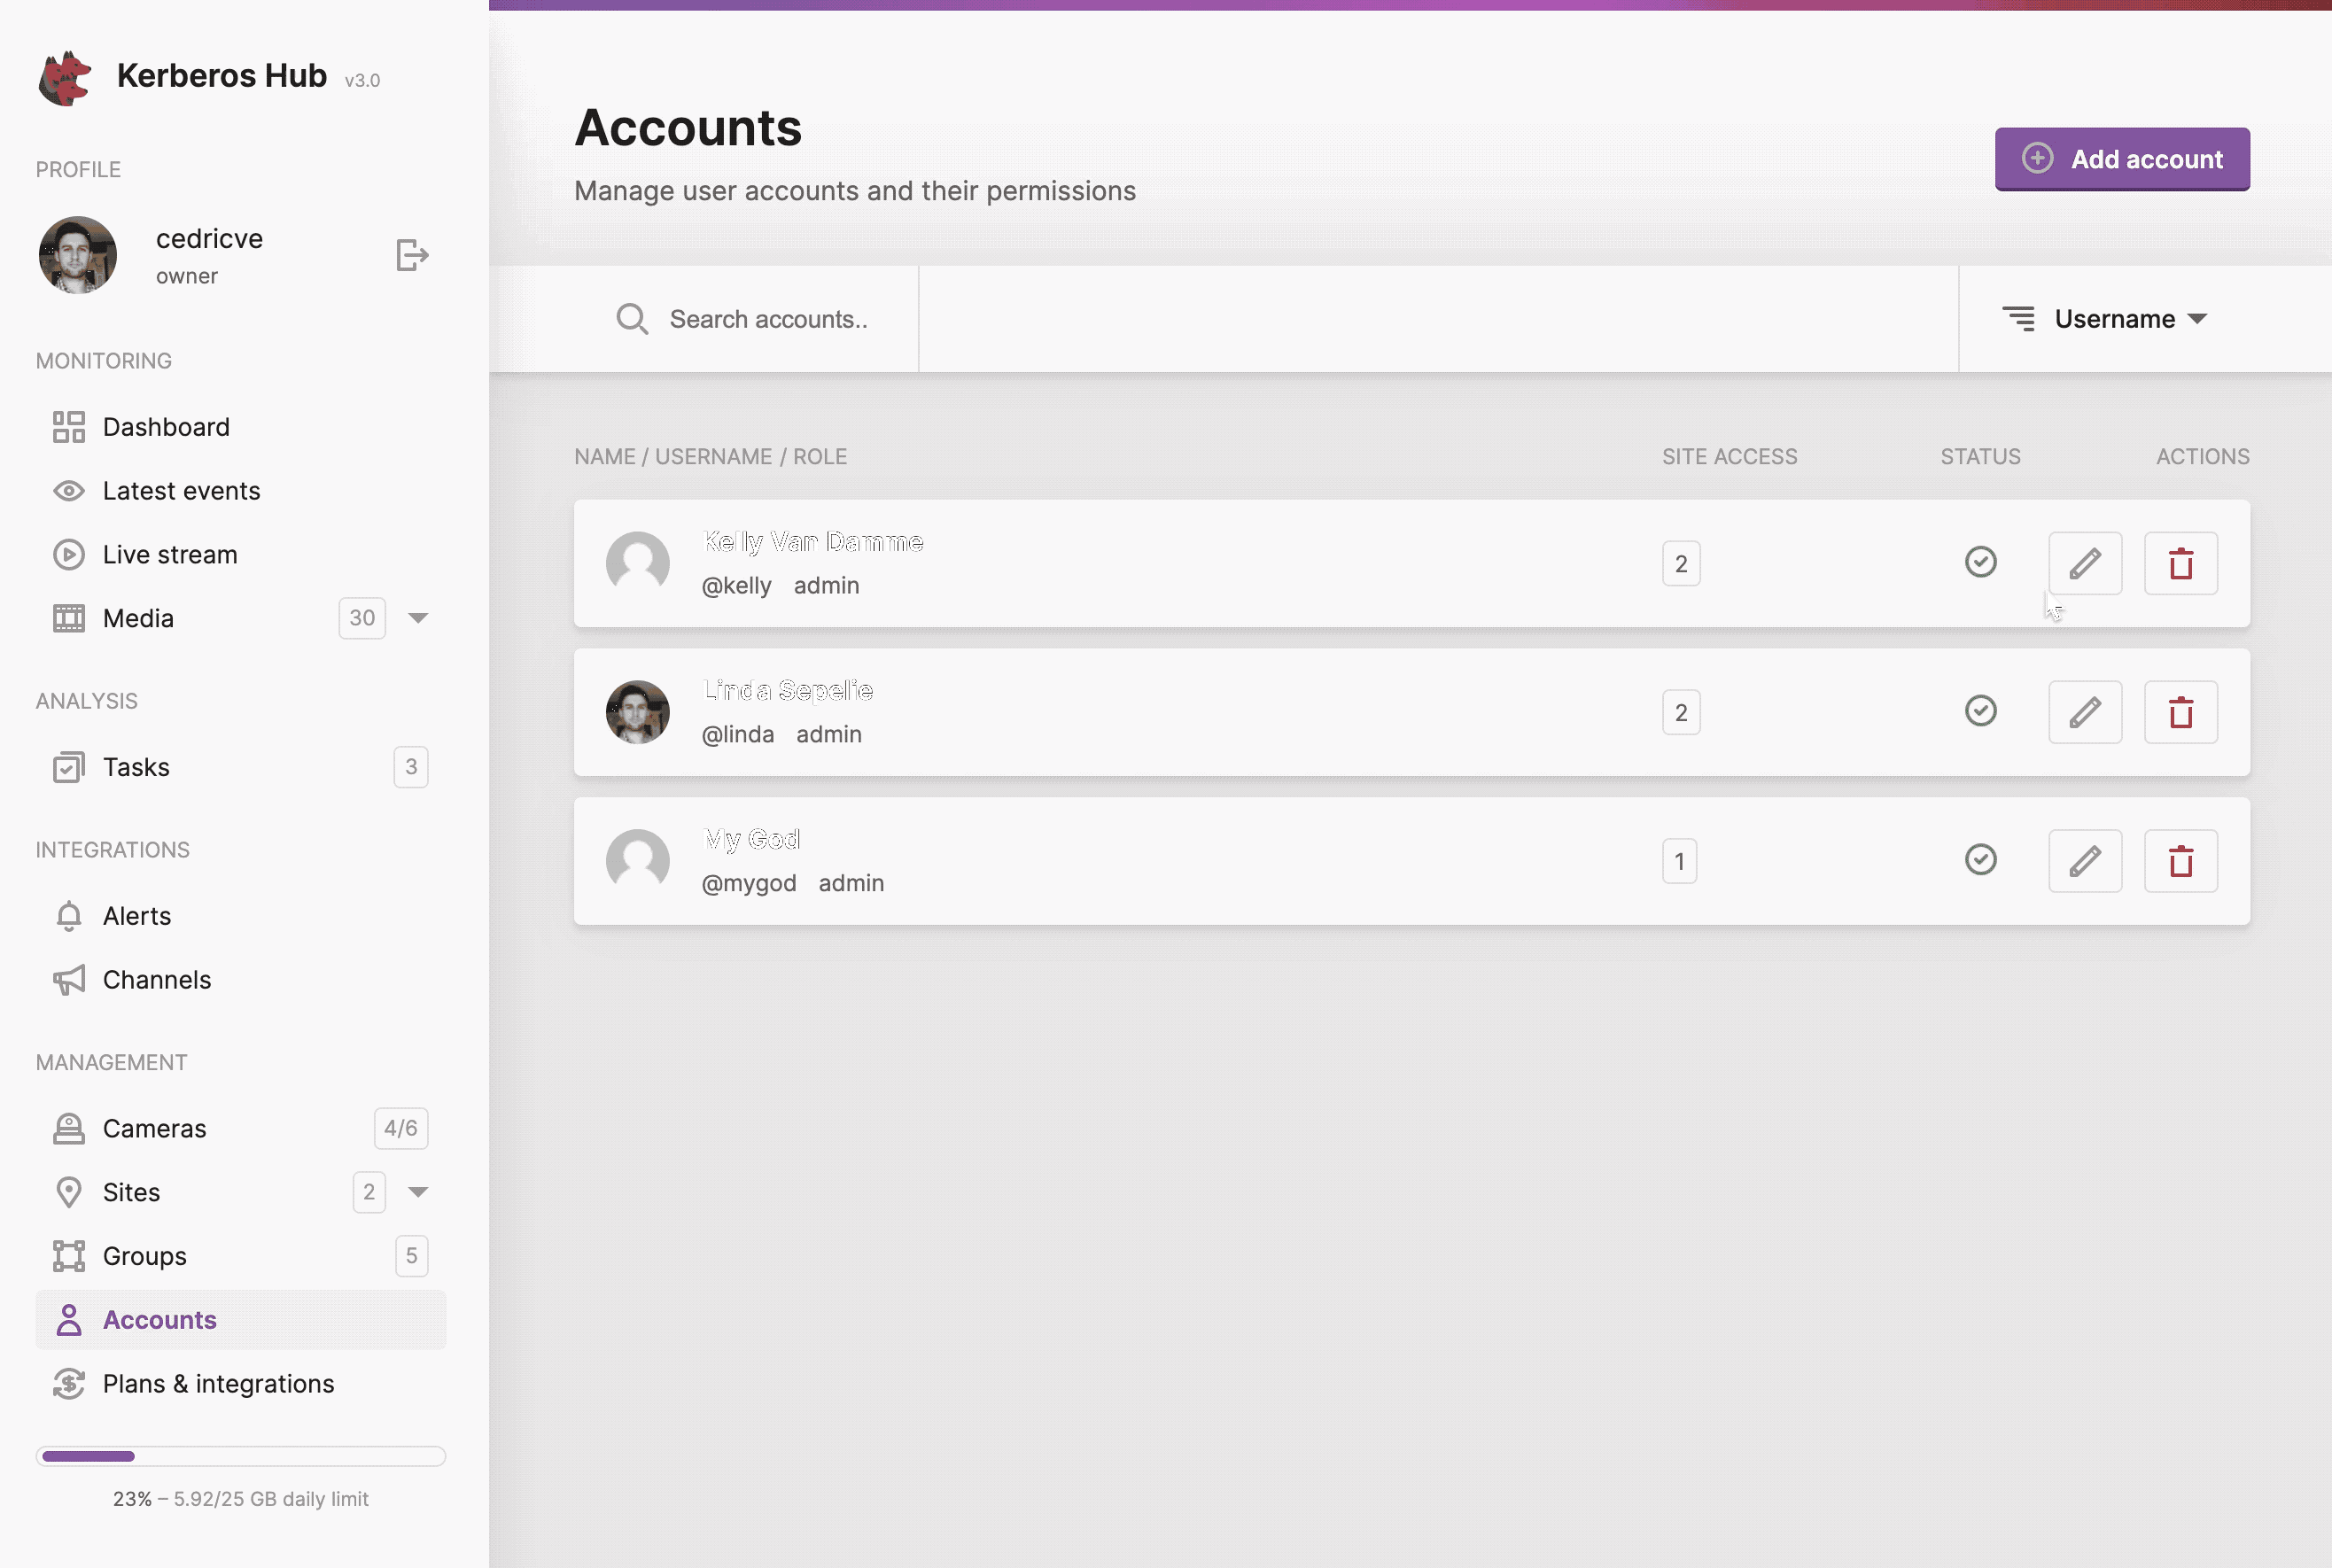 Kerberos Hub v3.0
PROFILE
cedricve
owner
MONITORING
Dashboard
Latest events
Live stream
Media 30
ANALYSIS
Tasks 3
INTEGRATIONS
Alerts
Channels
MANAGEMENT
Cameras 4/6
Sites 2
Groups 5
Accounts
Plans & integrations
23% – 5.92/25 GB daily limit
Accounts
Manage user accounts and their permissions
Add account
Search accounts..
Username
NAME / USERNAME / ROLE SITE ACCESS STATUS ACTIONS
Kelly Van Damme
@kelly admin
2
Linda Sepelie
@linda admin
2
My God
@mygod admin
1